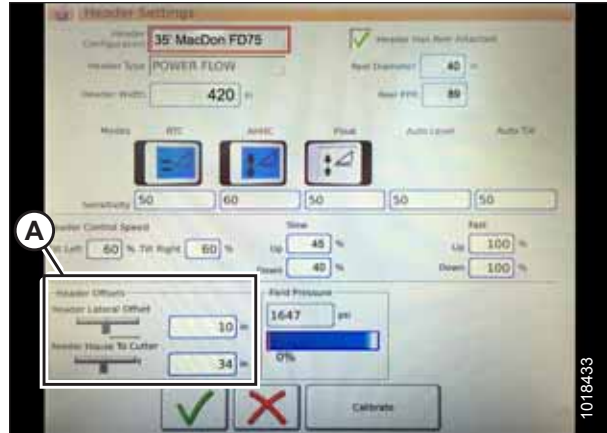 Header Settings
Header Configuration 35' MacDon FD75 Header Has Reel Attached
Header Type POWER FLOW Reel Diameter 40 in
Header Width 420 in Reel PPR 89
Modes RTC AHHC Float Auto Level Auto Tilt
Sensitivity 50 60 50 50 50
Header Control Speed Slow Fast
A
Tilt Left 60 % Tilt Right 60 % Up 45 % Up 100 %
Down 40 % Down 100 %
Header Offsets Field Pressure
Header Lateral Offset
10 in 1647 psi
Feeder House To Cutter
34 in 0%
Calibrate
1018433